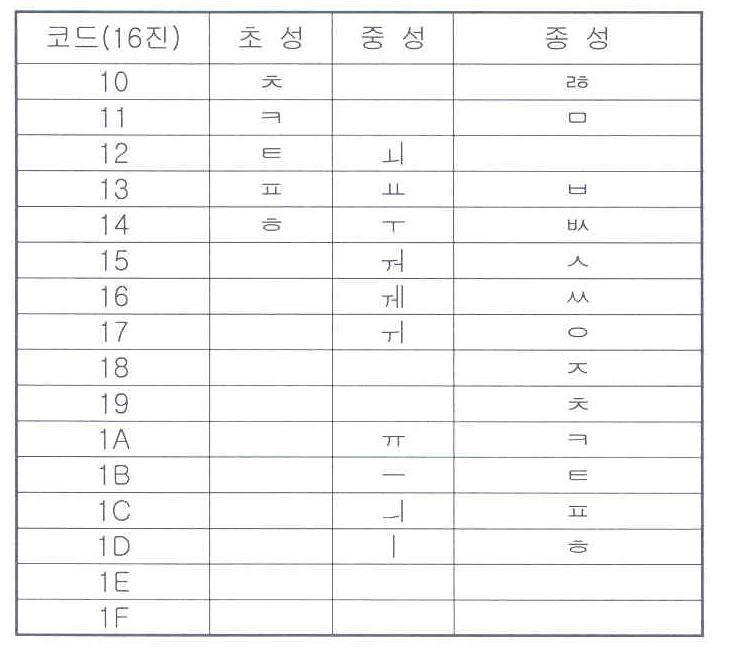 코드(16진) 초 성 중 성 종 성
10 ㅊ ㅀ
11 ㅋ ㅁ
12 ㅌ ㅚ
13 ㅍ ㅛ ㅂ
14 ㅎ ㅜ ㅄ
15 ㅝ ㅅ
16 ㅞ ㅆ
17 ㅟ ㅇ
18 ㅈ
19 ㅊ
1A ㅠ ㅋ
1B ㅡ ㅌ
1C ㅢ ㅍ
1D ㅣ ㅎ
1E
1F